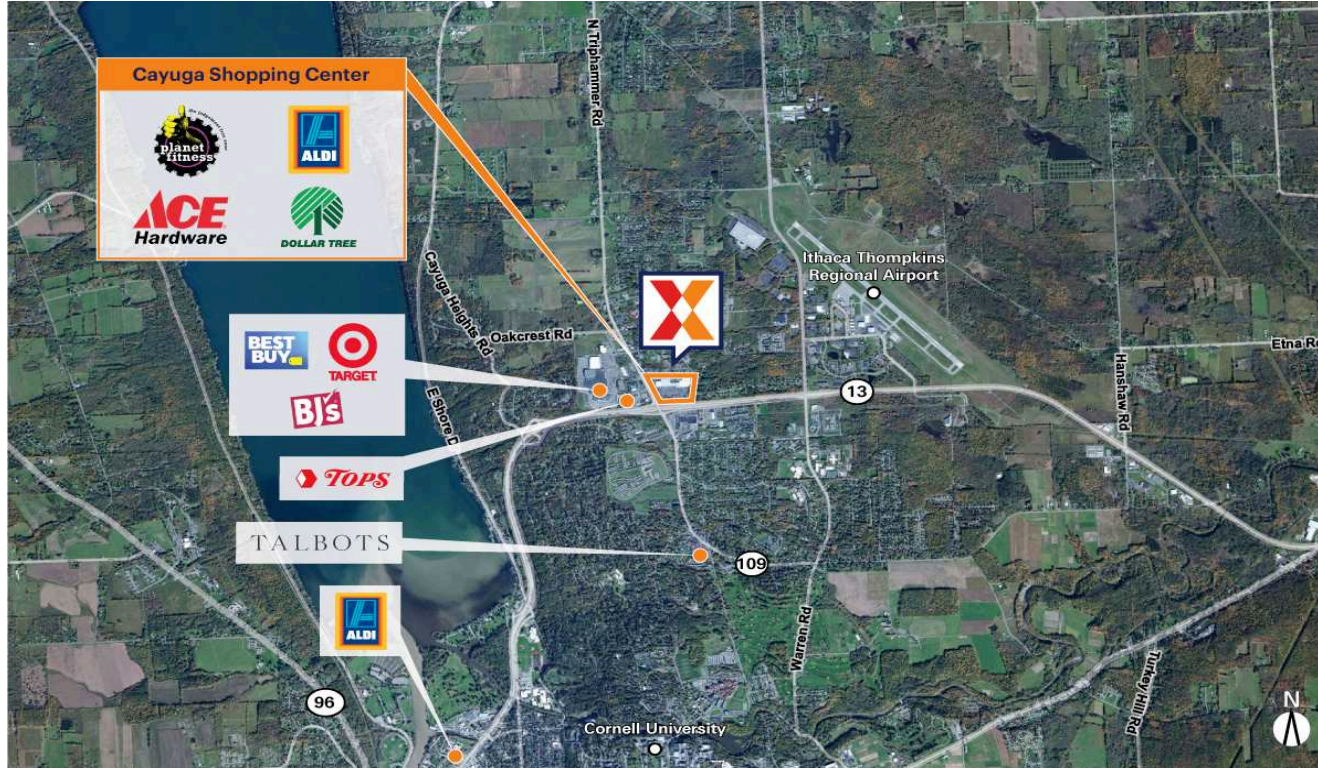 N Triphammer Rd
Cayuga Shopping Center
planet
fitness
ALDI
ACE
Hardware
DOLLAR TREE
Cayuga Heights Rd
Ithaca Thompkins
Regional Airport
BEST
BUY
TARGET
BJ's
Oakcrest Rd
Etna Rd
Hanshaw Rd
13
E Shore D
TOPS
TALBOTS
109
ALDI
Warren Rd
Turkey Hill Rd
96
Cornell University
N